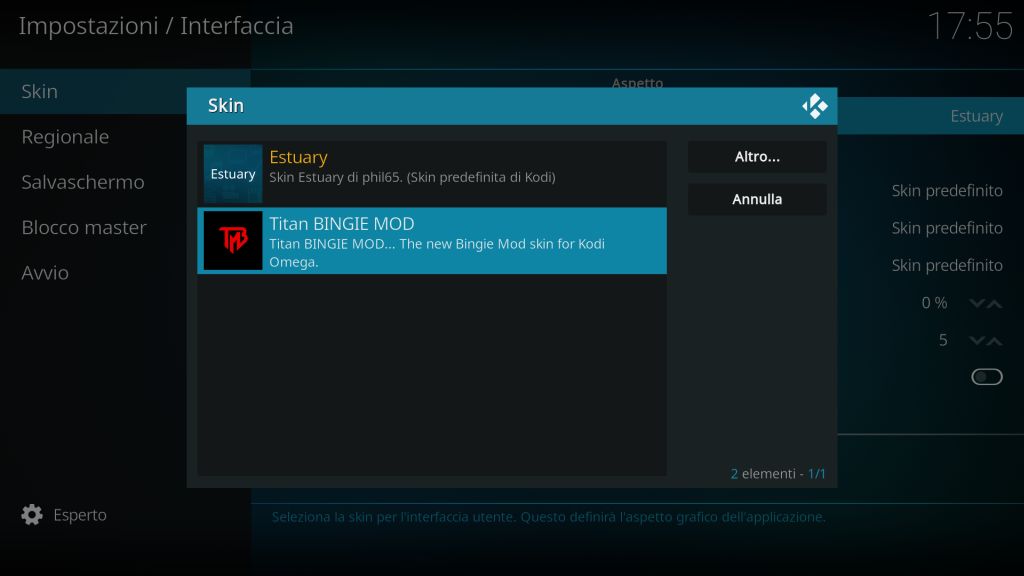 Impostazioni / Interfaccia
17:55
Skin
Regionale
Salvaschermo
Blocco master
Avvio
Esperto
Aspetto
Estuary
Skin predefinito
Skin predefinito
Skin predefinito
0 %
5
Skin
Estuary
Estuary
Skin Estuary di phil65. (Skin predefinita di Kodi)
TMB
Titan BINGIE MOD
Titan BINGIE MOD... The new Bingie Mod skin for Kodi
Omega.
Altro...
Annulla
2 elementi - 1/1
Seleziona la skin per l'interfaccia utente. Questo definirà l'aspetto grafico dell'applicazione.